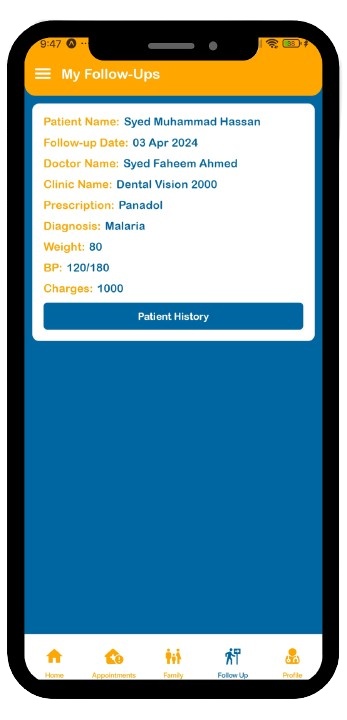 9:47
My Follow-Ups
Patient Name: Syed Muhammad Hassan
Follow-up Date: 03 Apr 2024
Doctor Name: Syed Faheem Ahmed
Clinic Name: Dental Vision 2000
Prescription: Panadol
Diagnosis: Malaria
Weight: 80
BP: 120/180
Charges: 1000
Patient History
Home Appointments Family Follow Up Profile